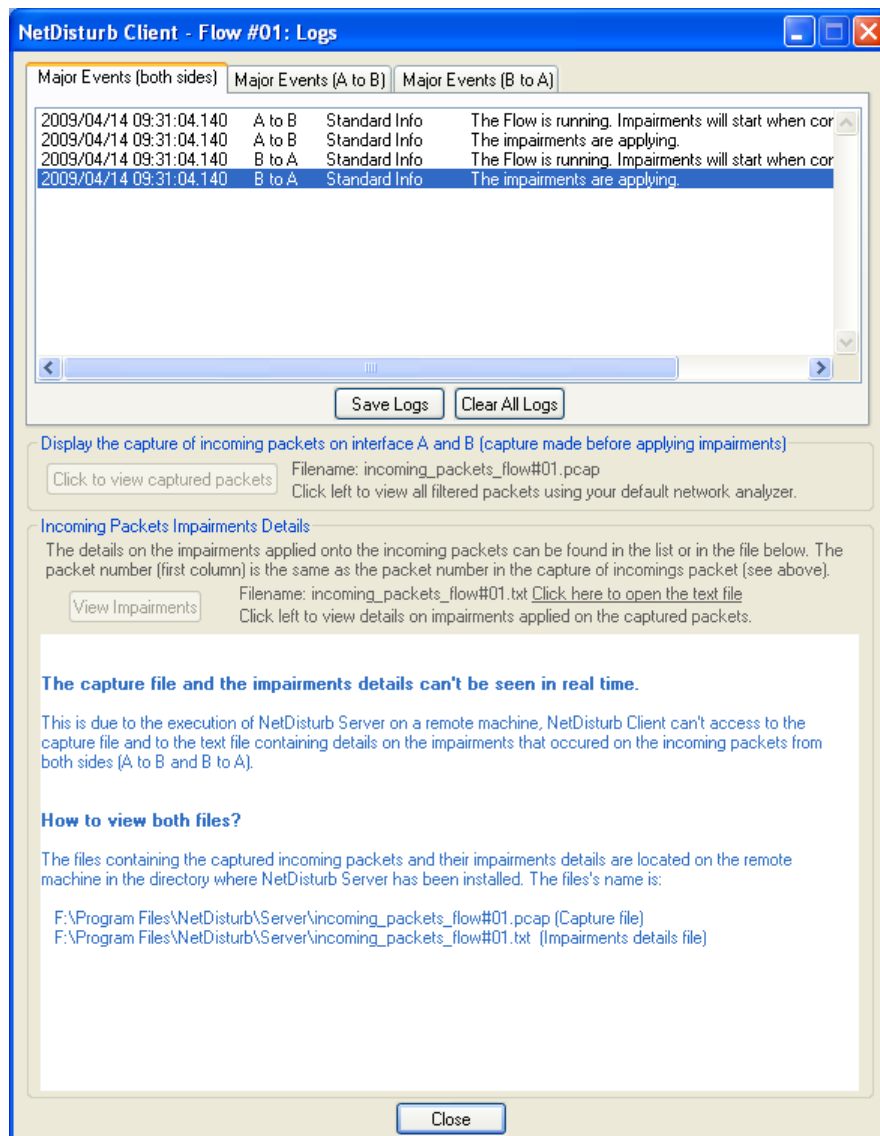 NetDisturb Client - Flow #01: Logs
Major Events (both sides) Major Events (A to B) Major Events (B to A)
2009/04/14 09:31:04.140 A to B Standard Info The Flow is running. Impairments will start when cor
2009/04/14 09:31:04.140 A to B Standard Info The impairments are applying.
2009/04/14 09:31:04.140 B to A Standard Info The Flow is running. Impairments will start when cor
2009/04/14 09:31:04.140 B to A Standard Info The impairments are applying.
Save Logs Clear All Logs
Display the capture of incoming packets on interface A and B (capture made before applying impairments)
Click to view captured packets
Filename: incoming_packets_flow#01.pcap
Click left to view all filtered packets using your default network analyzer.
Incoming Packets Impairments Details
The details on the impairments applied onto the incoming packets can be found in the list or in the file below. The
packet number (first column) is the same as the packet number in the capture of incomings packet (see above).
View Impairments
Filename: incoming_packets_flow#01.txt Click here to open the text file
Click left to view details on impairments applied on the captured packets.
The capture file and the impairments details can't be seen in real time.
This is due to the execution of NetDisturb Server on a remote machine, NetDisturb Client can't access to the
capture file and to the text file containing details on the impairments that occured on the incoming packets from
both sides (A to B and B to A).
How to view both files?
The files containing the captured incoming packets and their impairments details are located on the remote
machine in the directory where NetDisturb Server has been installed. The files's name is:
F:\Program Files\NetDisturb\Server\incoming_packets_flow#01.pcap (Capture file)
F:\Program Files\NetDisturb\Server\incoming_packets_flow#01.txt (Impairments details file)
Close